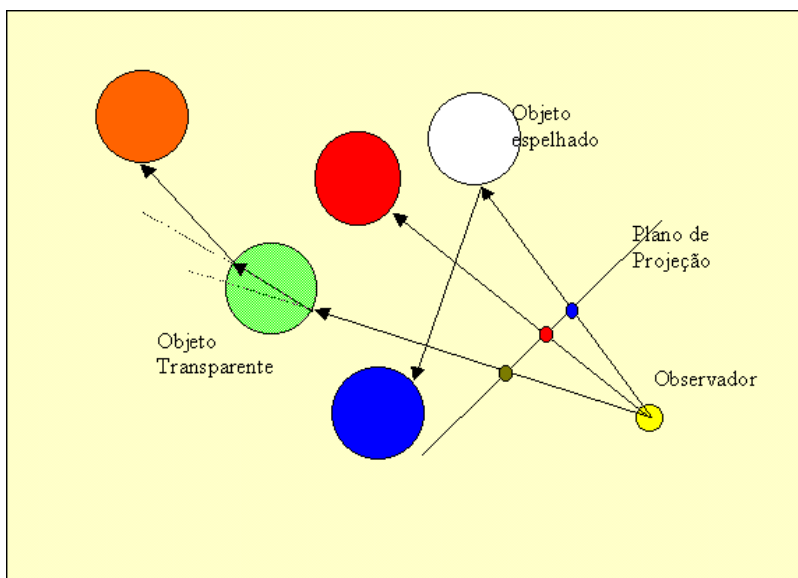 Objeto
espelhado
Plano de
Projeção
Objeto
Transparente
Observador